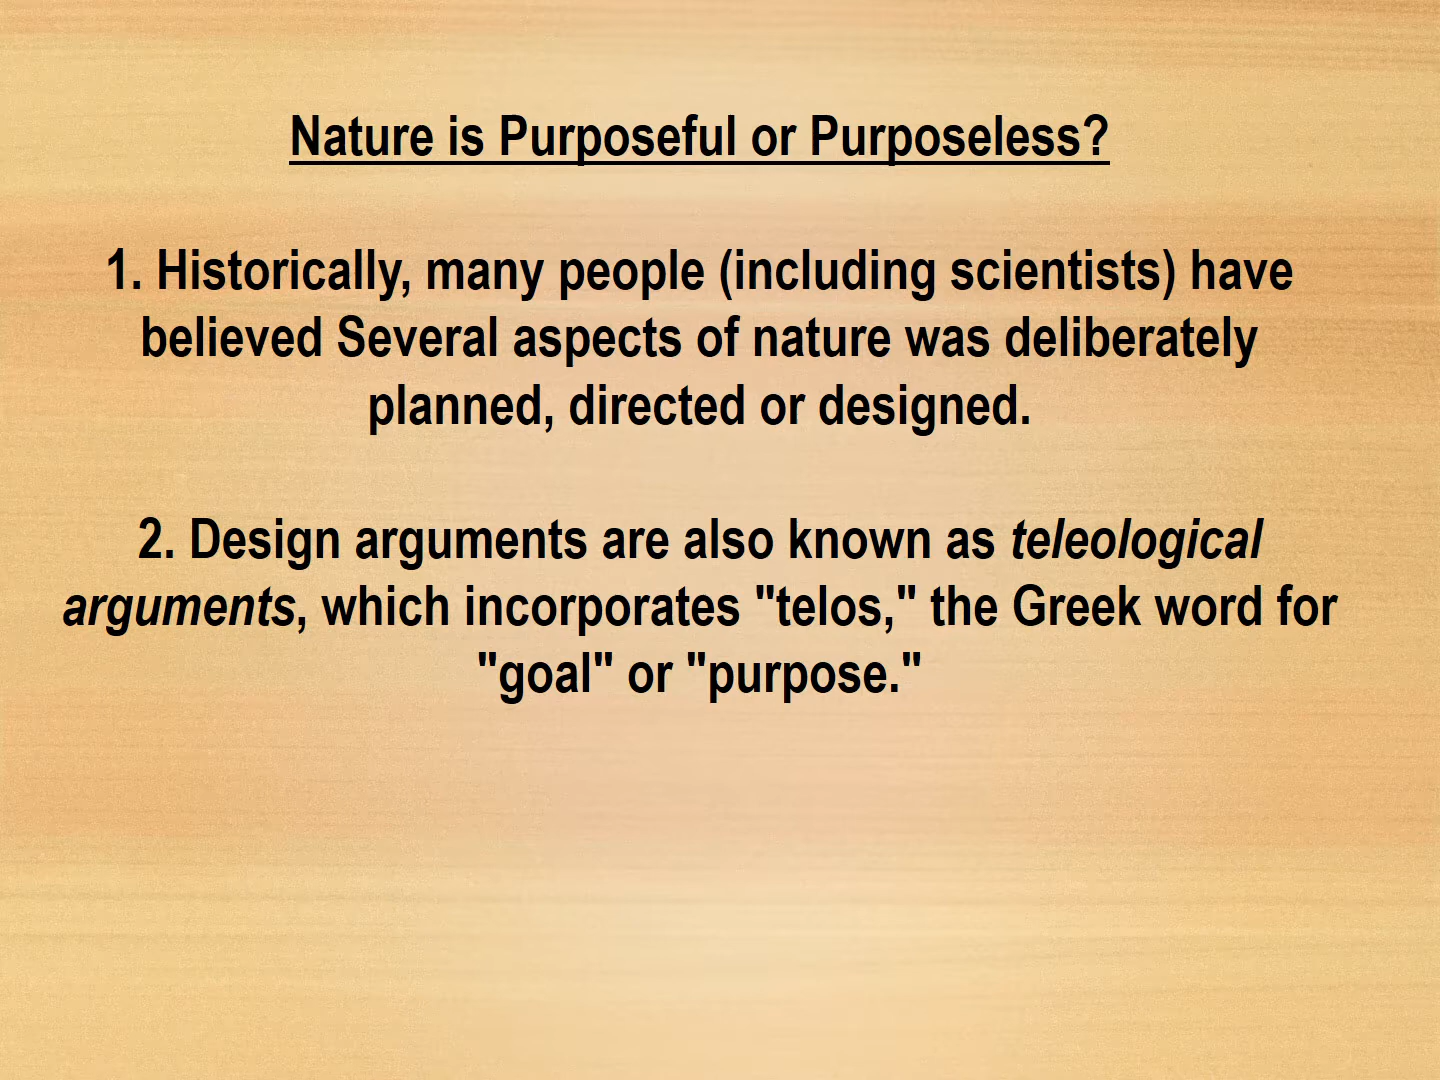 Nature is Purposeful or Purposeless?
1. Historically, many people (including scientists) have
believed Several aspects of nature was deliberately
planned, directed or designed.
2. Design arguments are also known as teleological
arguments, which incorporates "telos," the Greek word for
"goal" or "purpose."